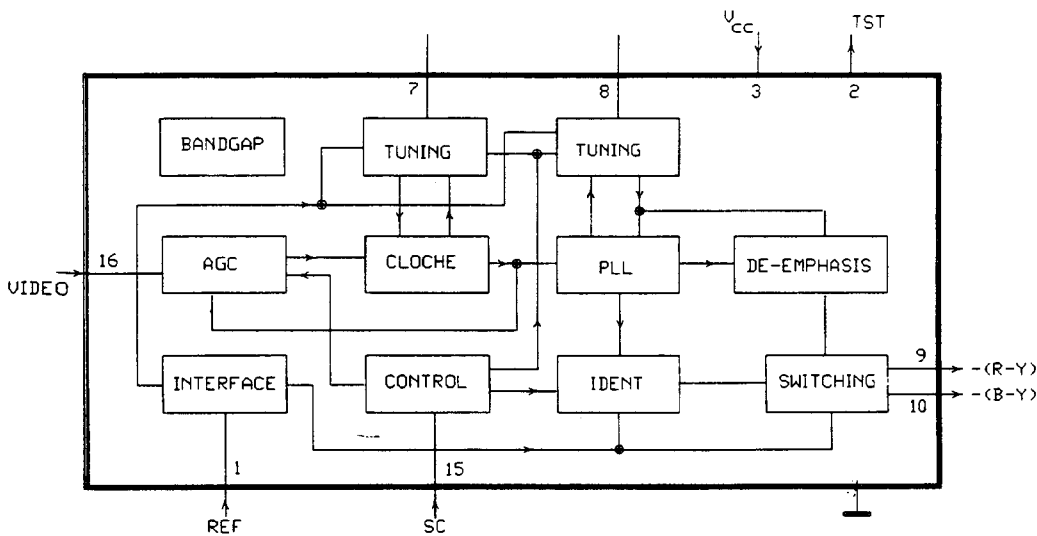 VCC
TST
7
8
3
2
BANDGAP
TUNING
TUNING
16
VIDEO
AGC
CLOCHE
PLL
DE-EMPHASIS
INTERFACE
CONTROL
IDENT
SWITCHING
9
-(R-Y)
10
-(B-Y)
1
15
REF
SC